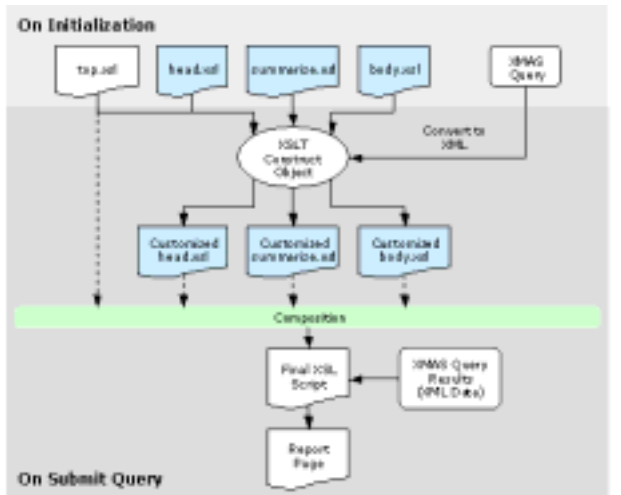 On Initialization
top.xsl
head.xsl
summarize.xsl
body.xsl
XMAS
Query
Convert to
XML
XSLT
Construct
Object
Customized
head.xsl
Customized
summarize.xsl
Customized
body.xsl
Composition
Final XSL
Script
XMAS Query
Results
(XML Data)
Report
Page
On Submit Query